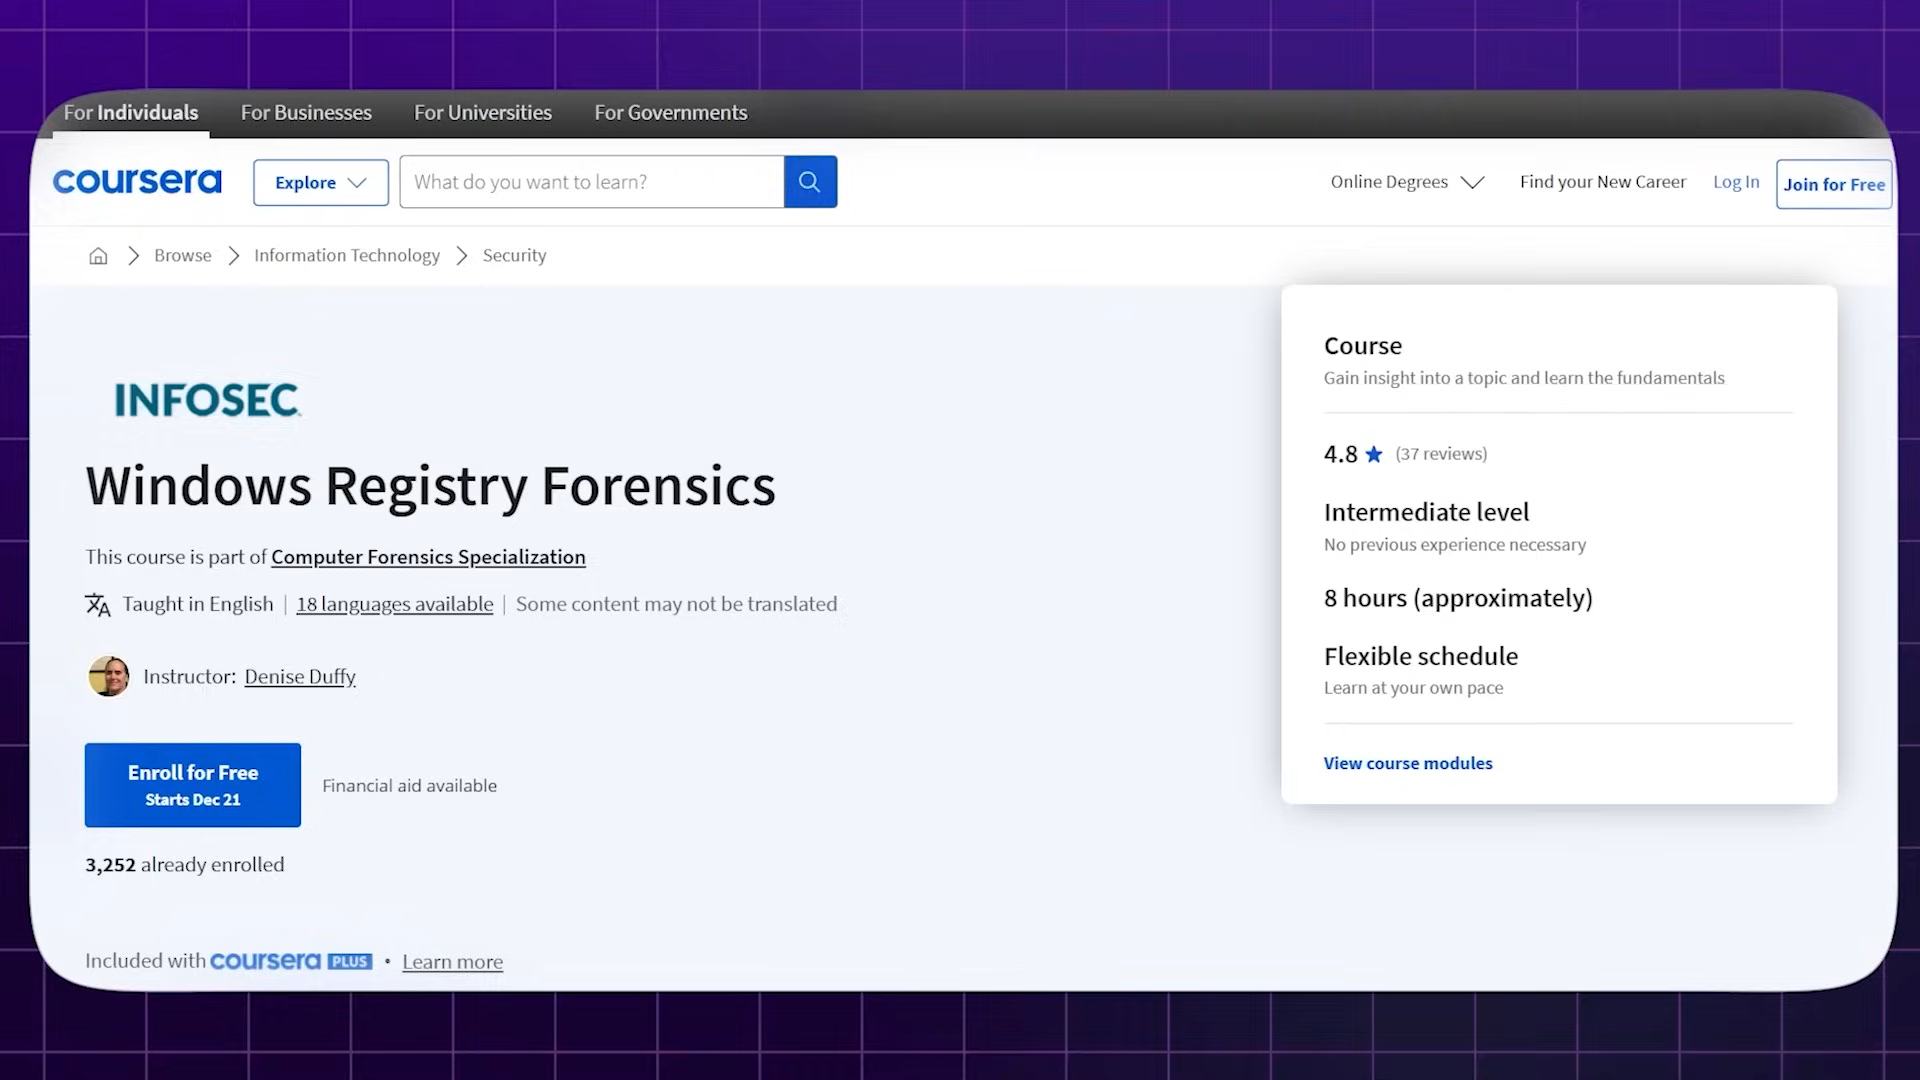 For Individuals For Businesses For Universities For Governments
coursera Explore What do you want to learn? Online Degrees Find your New Career Log In Join for Free
Browse Information Technology Security
INFOSEC
Windows Registry Forensics
This course is part of Computer Forensics Specialization
Taught in English | 18 languages available | Some content may not be translated
Instructor: Denise Duffy
Enroll for Free
Starts Dec 21
Financial aid available
3,252 already enrolled
Included with coursera PLUS • Learn more
Course
Gain insight into a topic and learn the fundamentals
4.8 ★ (37 reviews)
Intermediate level
No previous experience necessary
8 hours (approximately)
Flexible schedule
Learn at your own pace
View course modules